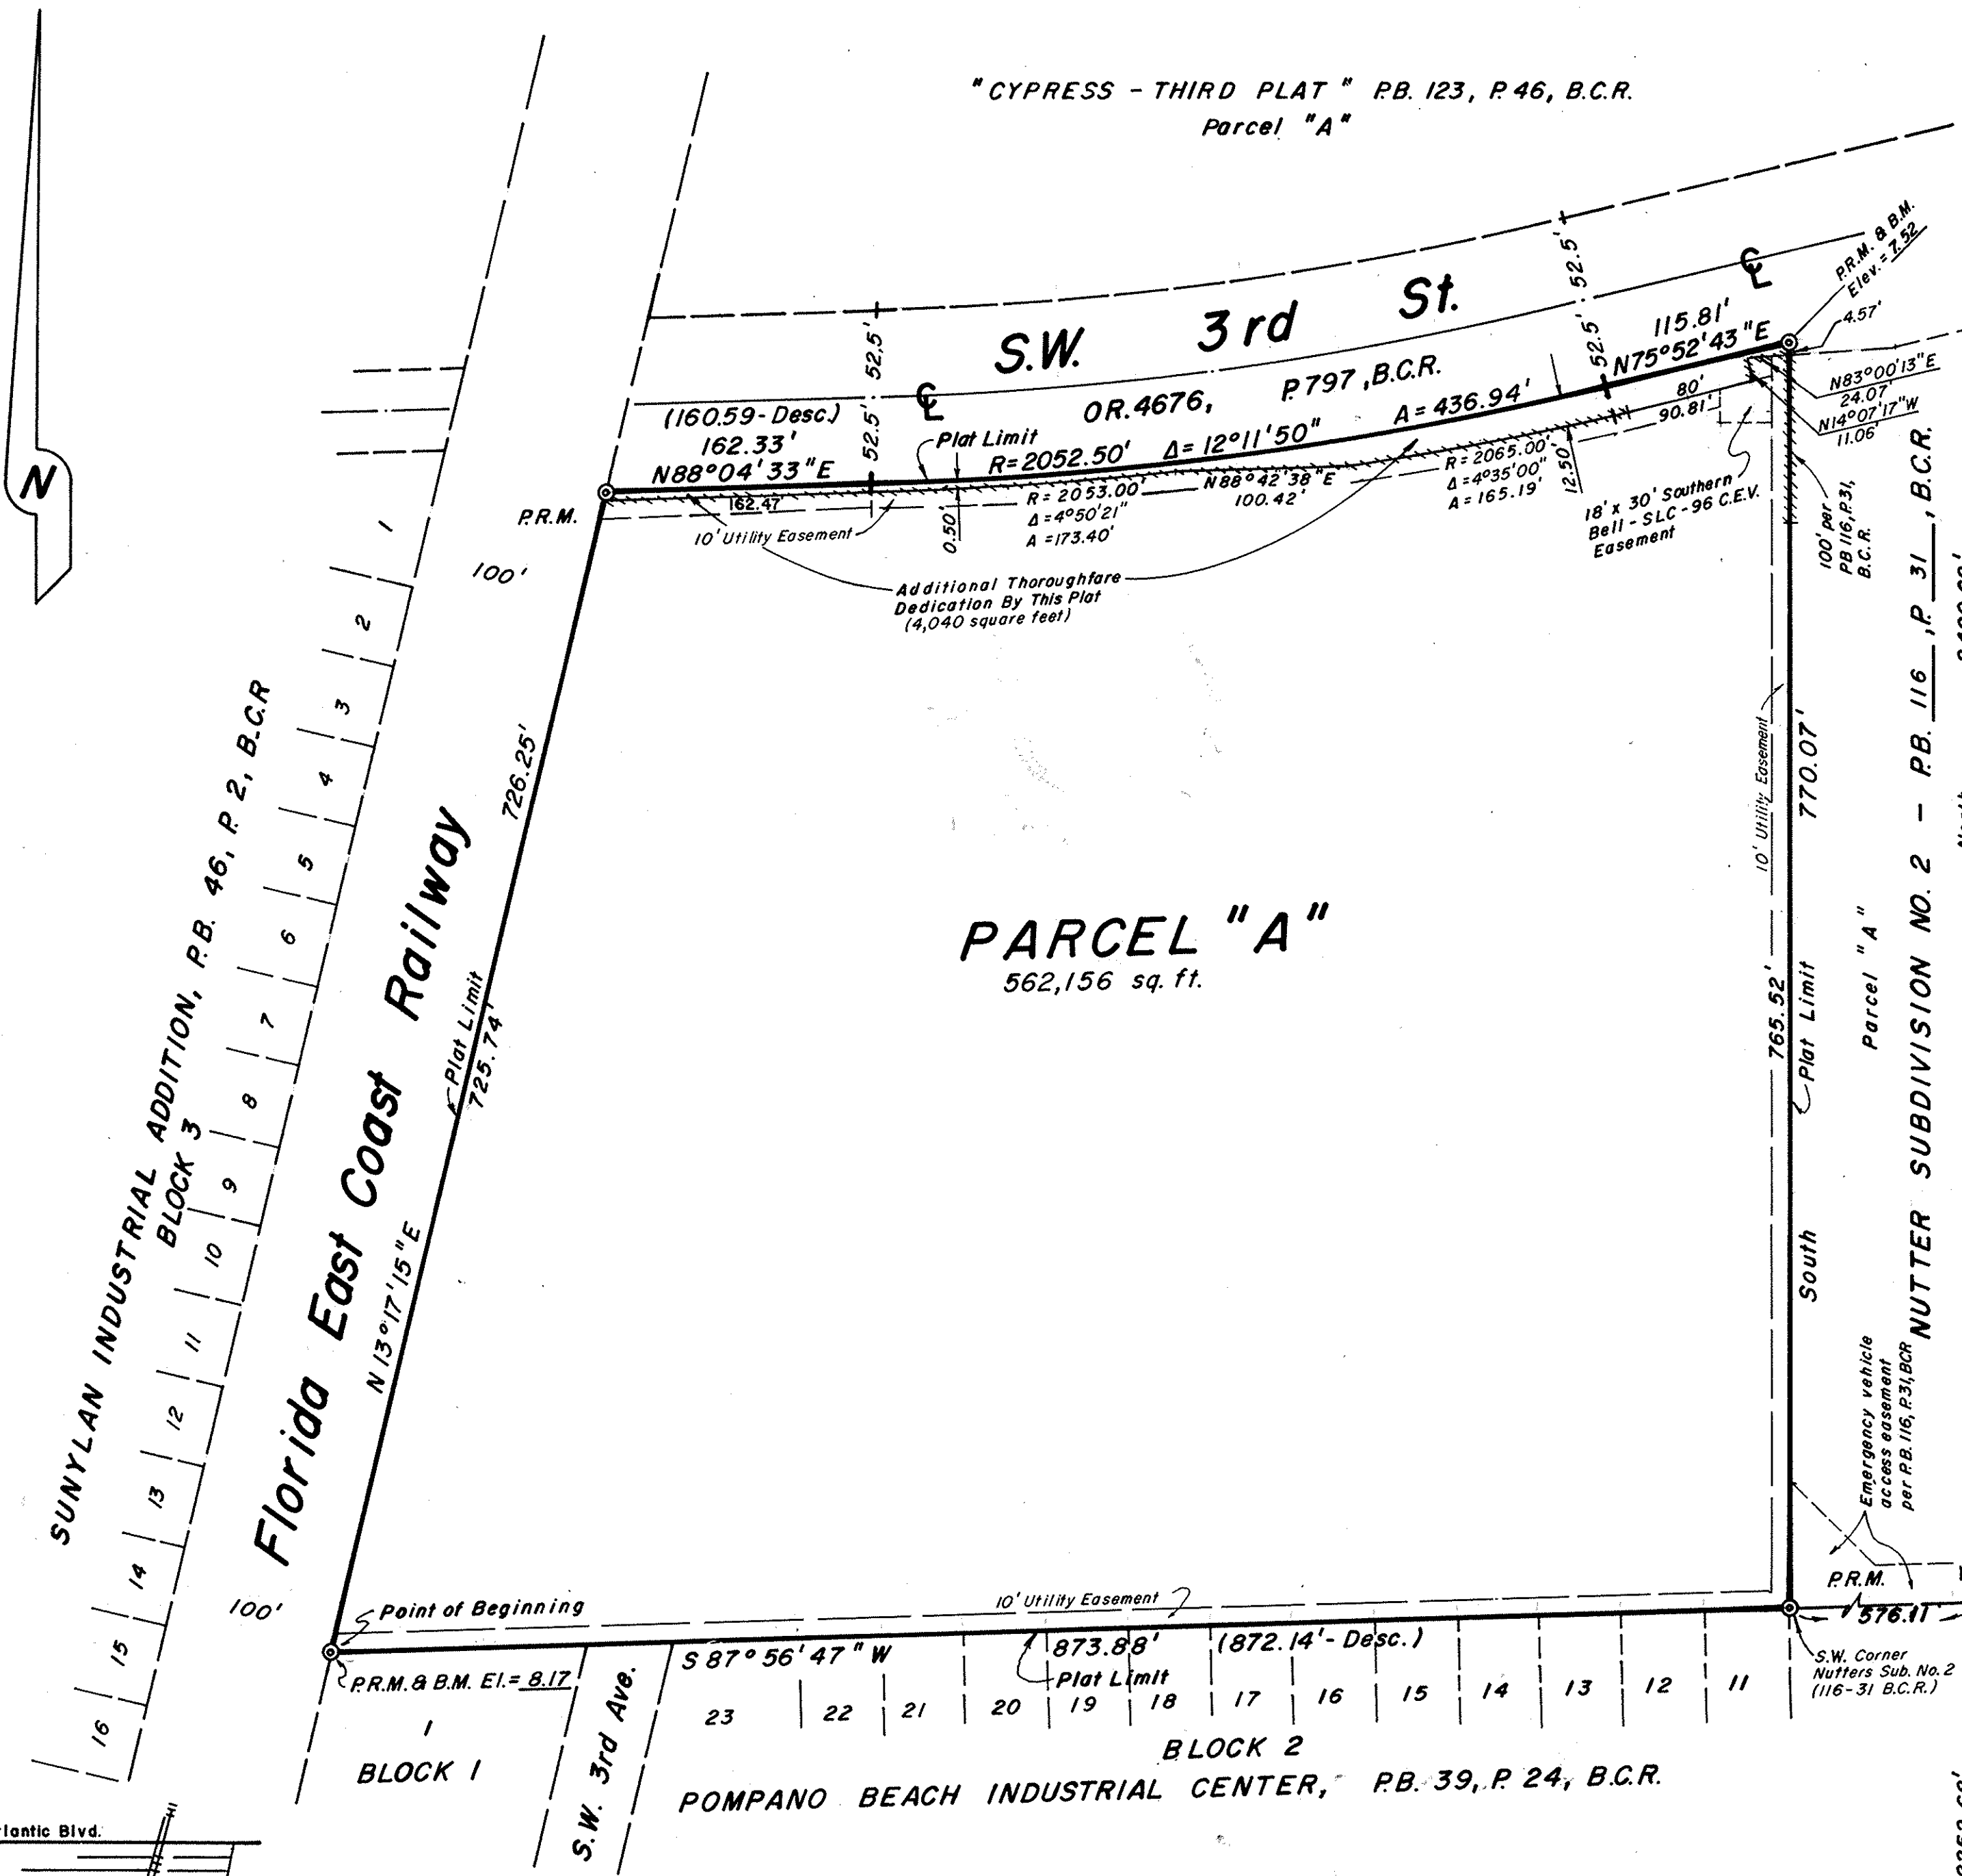 "CYPRESS - THIRD PLAT" P.B. 123, P. 46, B.C.R.
Parcel "A"
N
P.R.M. & B.M.
Elev. = 7.52
4.57'
52.5'
52.5'
S.W. 3rd St.
52.5'
52.5'
℄
℄
115.81'
N75°52'43"E
N83°00'13"E
24.07'
N14°07'17"W
11.06'
80'
90.81'
(160.59-Desc.)
162.33'
N88°04'33"E
O.R. 4676, P. 797, B.C.R.
Plat Limit
R=2052.50' Δ=12°11'50" A=436.94'
162.47
R=2053.00'
Δ=4°50'21"
A=173.40'
N88°42'38"E
100.42'
R=2065.00'
Δ=4°35'00"
A=165.19'
12.50'
0.50'
P.R.M.
10' Utility Easement
18' x 30' Southern
Bell-SLC-96 C.E.V.
Easement
100' per
PB 116, P.31,
B.C.R.
Additional Thoroughfare
Dedication By This Plat
(4,040 square feet)
100'
1
2
3
4
5
6
7
8
9
10
11
12
13
14
15
16
SUNYLAN INDUSTRIAL ADDITION, P.B. 46, P. 2, B.C.R
BLOCK 3
Florida East Coast Railway
100'
726.25'
Plat Limit
725.74'
N 13°17'15"E
PARCEL "A"
562,156 sq. ft.
10' Utility Easement
770.07'
765.52'
Plat Limit
South
Parcel "A"
NUTTER SUBDIVISION NO. 2 - P.B. 116, P. 31, B.C.R.
Emergency vehicle
access easement
per P.B. 116, P.31, BCR
P.R.M.
576.11'
S.W. Corner
Nutters Sub. No. 2
(116-31 B.C.R.)
Point of Beginning
10' Utility Easement
P.R.M. & B.M. El.= 8.17
S 87°56'47" W
873.88'
(872.14'-Desc.)
Plat Limit
1
BLOCK 1
S.W. 3rd Ave.
23 22 21 20 19 18 17 16 15 14 13 12 11
BLOCK 2
POMPANO BEACH INDUSTRIAL CENTER, P.B. 39, P. 24, B.C.R.
lantic Blvd.